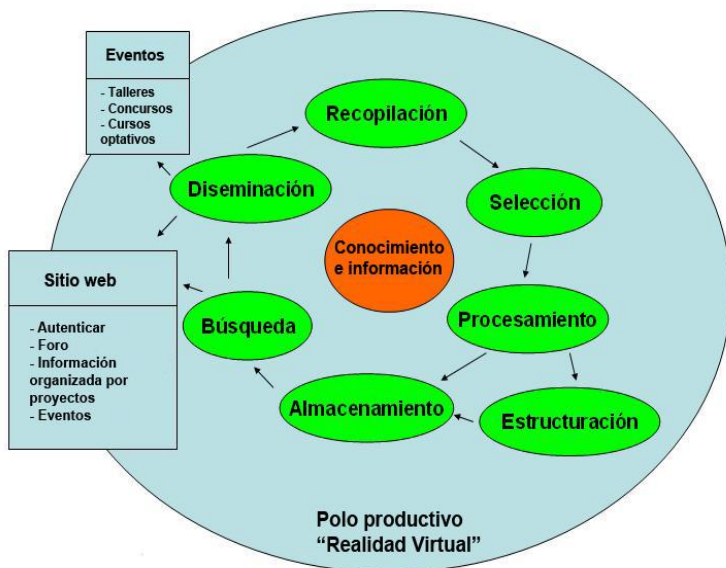 Eventos
- Talleres
- Concursos
- Cursos
optativos
Recopilación
Diseminación
Selección
Conocimiento
e información
Sitio web
- Autenticar
- Foro
- Información
organizada por
proyectos
- Eventos
Búsqueda
Procesamiento
Almacenamiento
Estructuración
Polo productivo
“Realidad Virtual”